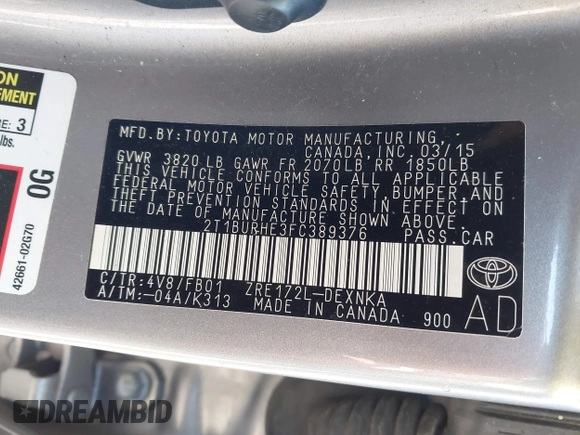 ON
EMENT
E: 3
lbs.
0G
42661-02G70
MFD. BY: TOYOTA MOTOR MANUFACTURING
CANADA, INC. 03/15
GVWR 3820 LB GAWR FR 2070LB RR 1850LB
THIS VEHICLE CONFORMS TO ALL APPLICABLE
FEDERAL MOTOR VEHICLE SAFETY, BUMPER, AND
THEFT PREVENTION STANDARDS IN EFFECT ON
THE DATE OF MANUFACTURE SHOWN ABOVE.
2T1BURHE3FC389376 PASS. CAR
C/TR: 4V8/FB01 ZRE172L-DEXNKA
A/TM: -04A/K313 MADE IN CANADA 900
AD
DREAMBID